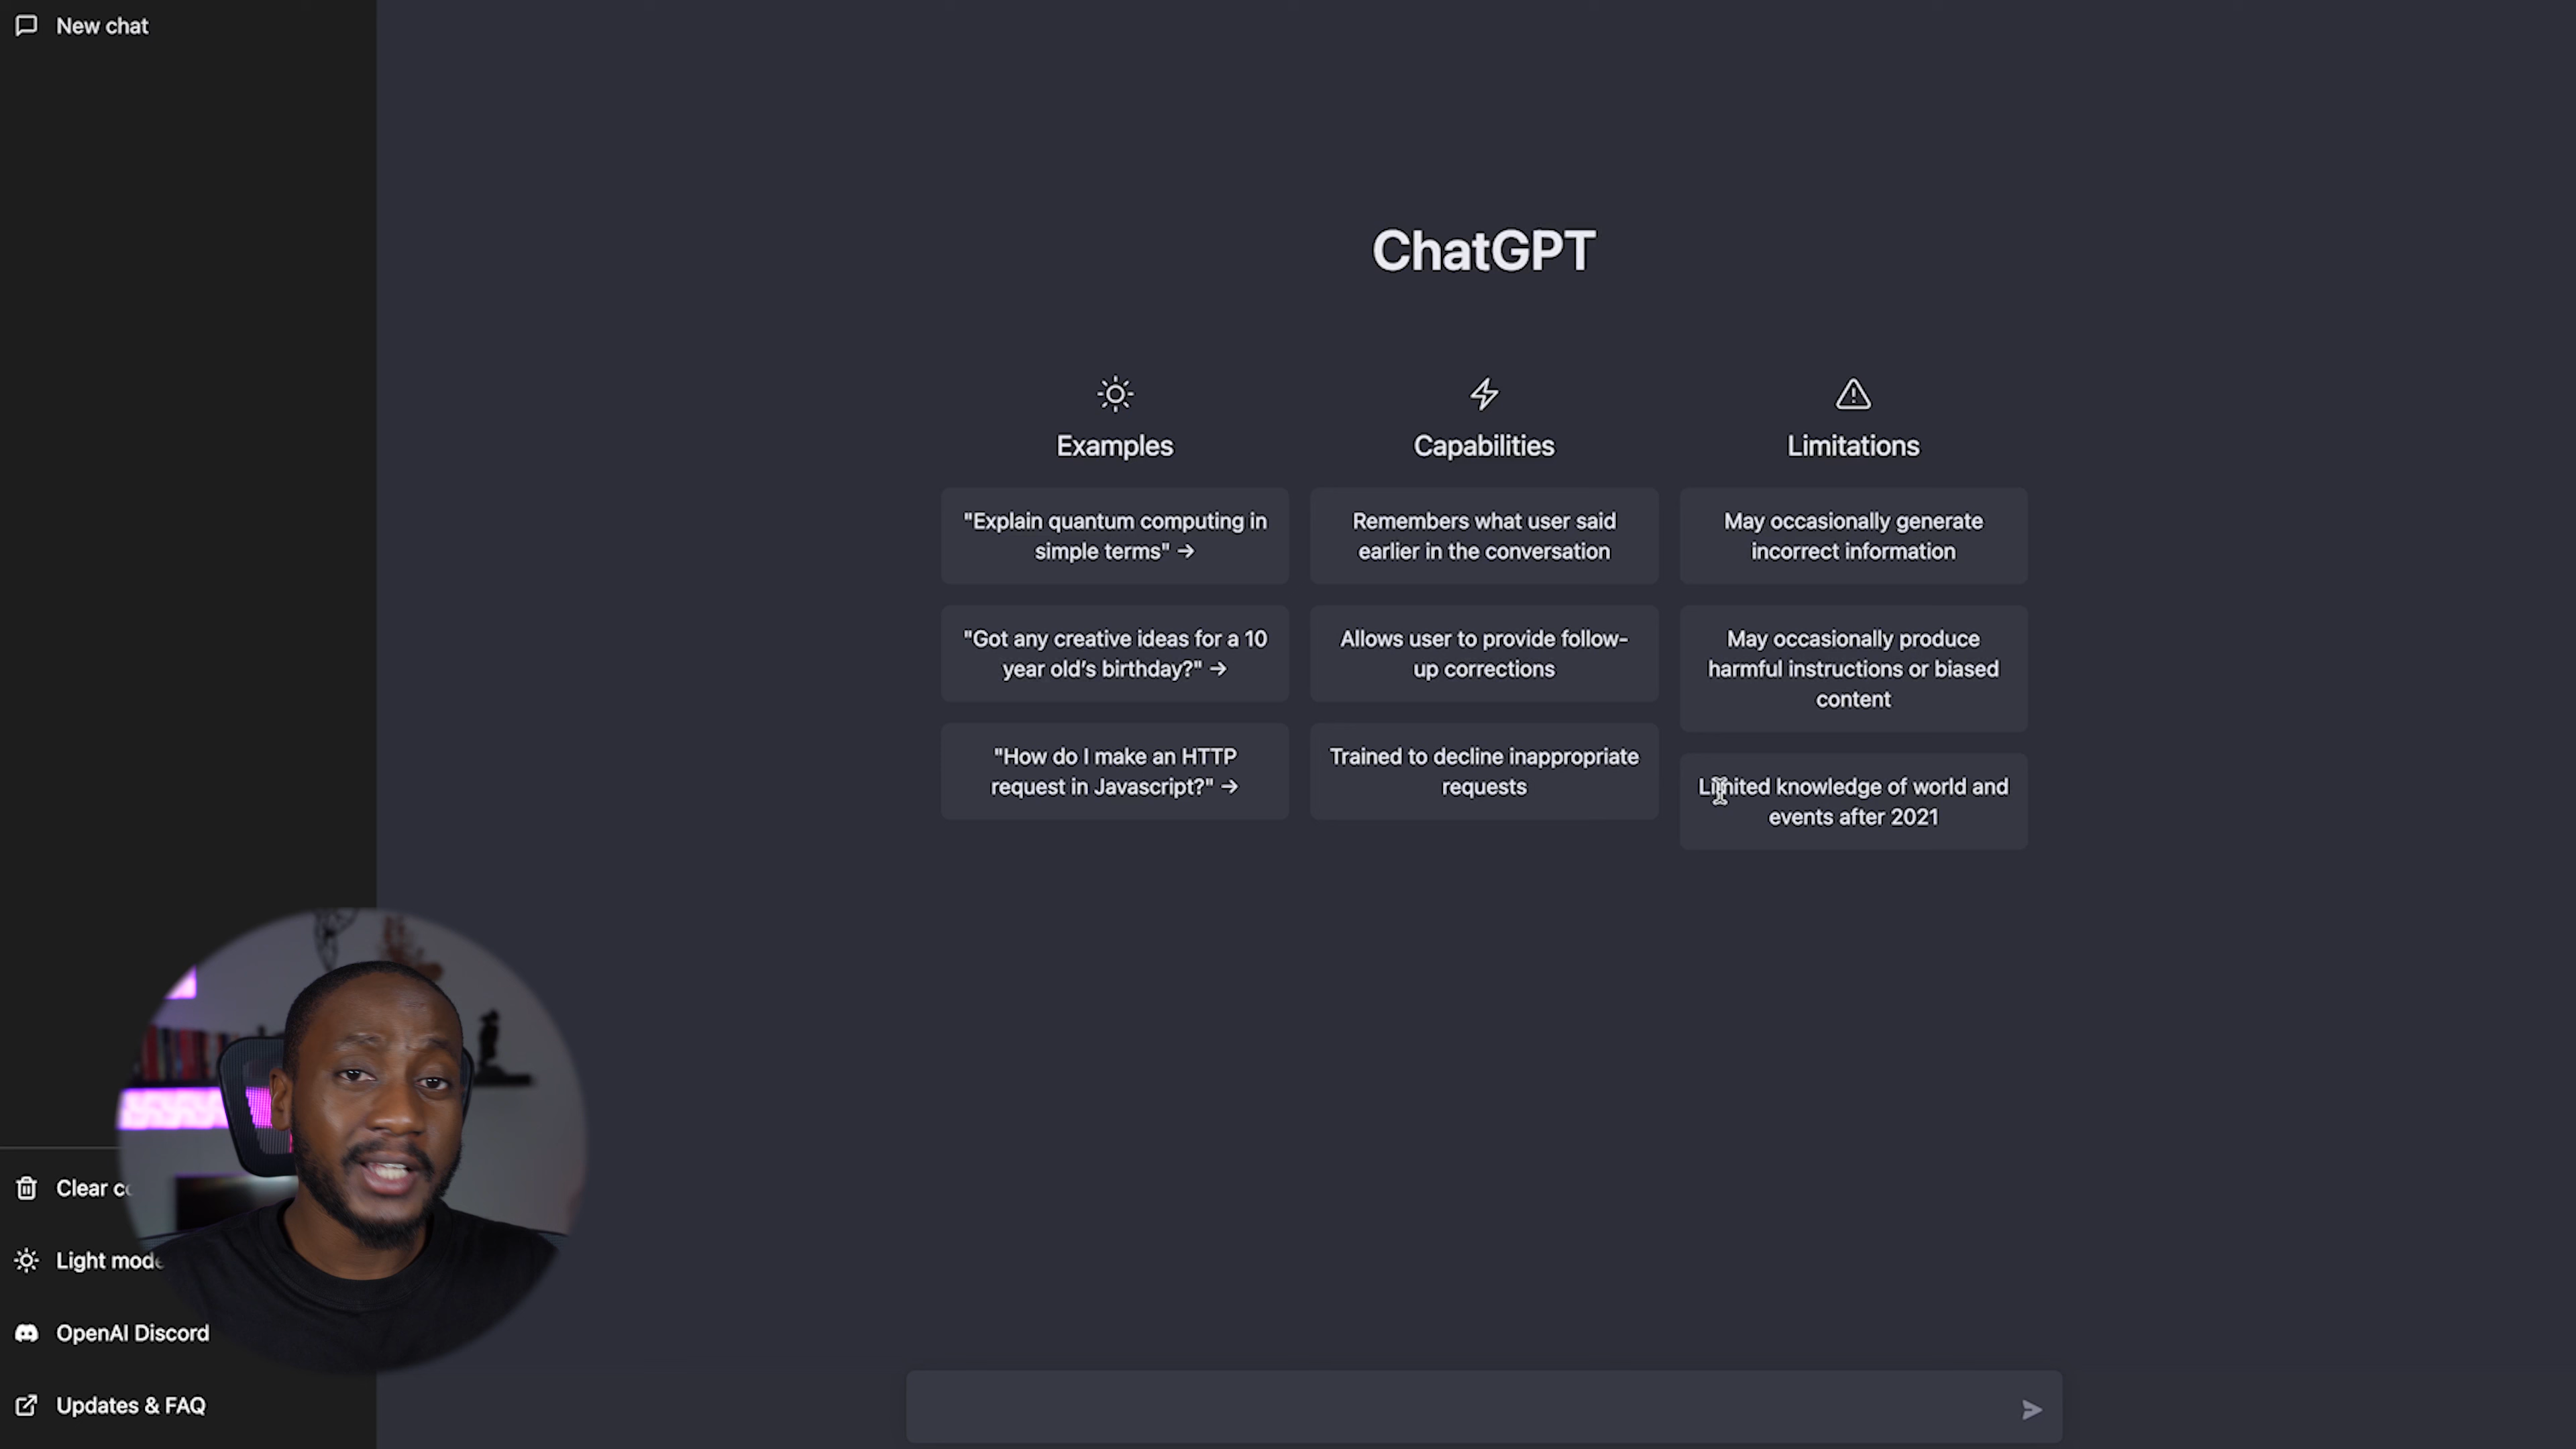 New chat
ChatGPT
Examples
"Explain quantum computing in
simple terms" →
"Got any creative ideas for a 10
year old's birthday?" →
"How do I make an HTTP
request in Javascript?" →
Capabilities
Remembers what user said
earlier in the conversation
Allows user to provide follow-
up corrections
Trained to decline inappropriate
requests
Limitations
May occasionally generate
incorrect information
May occasionally produce
harmful instructions or biased
content
Limited knowledge of world and
events after 2021
Clear
Light mode
OpenAI Discord
Updates & FAQ